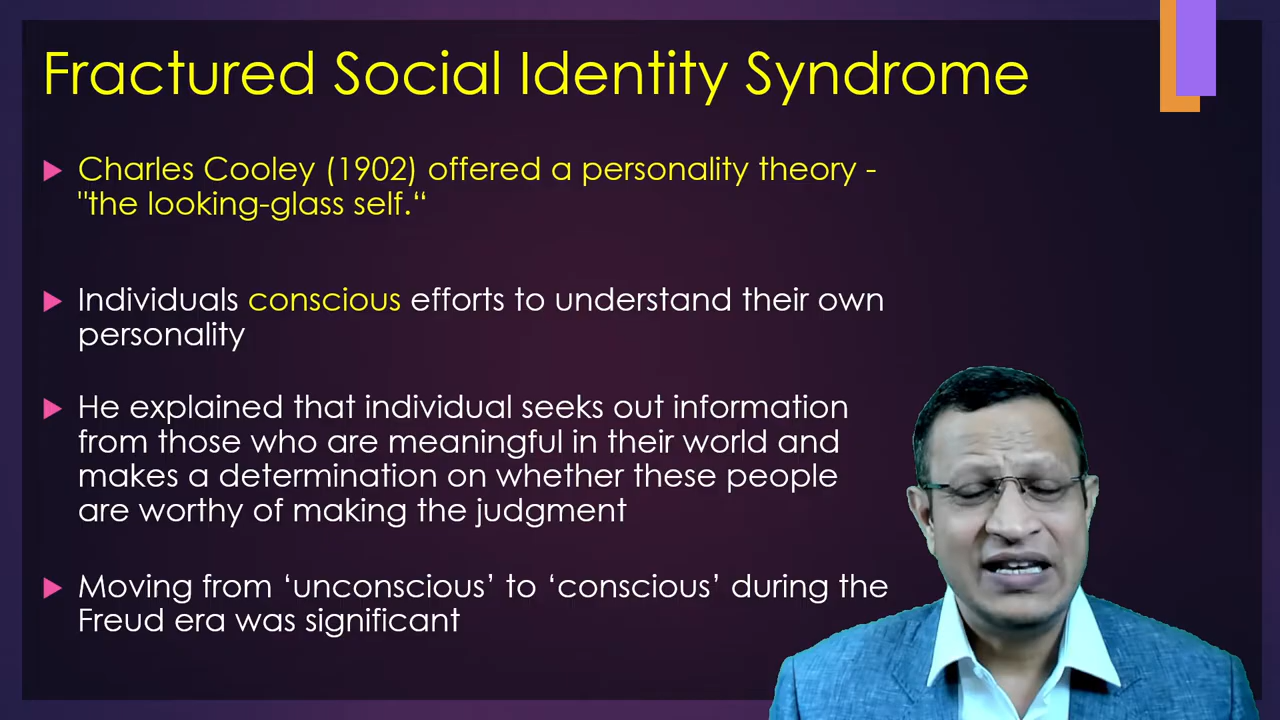 Fractured Social Identity Syndrome
Charles Cooley (1902) offered a personality theory -
"the looking-glass self.“
Individuals conscious efforts to understand their own
personality
He explained that individual seeks out information
from those who are meaningful in their world and
makes a determination on whether these people
are worthy of making the judgment
Moving from ‘unconscious’ to ‘conscious’ during the
Freud era was significant